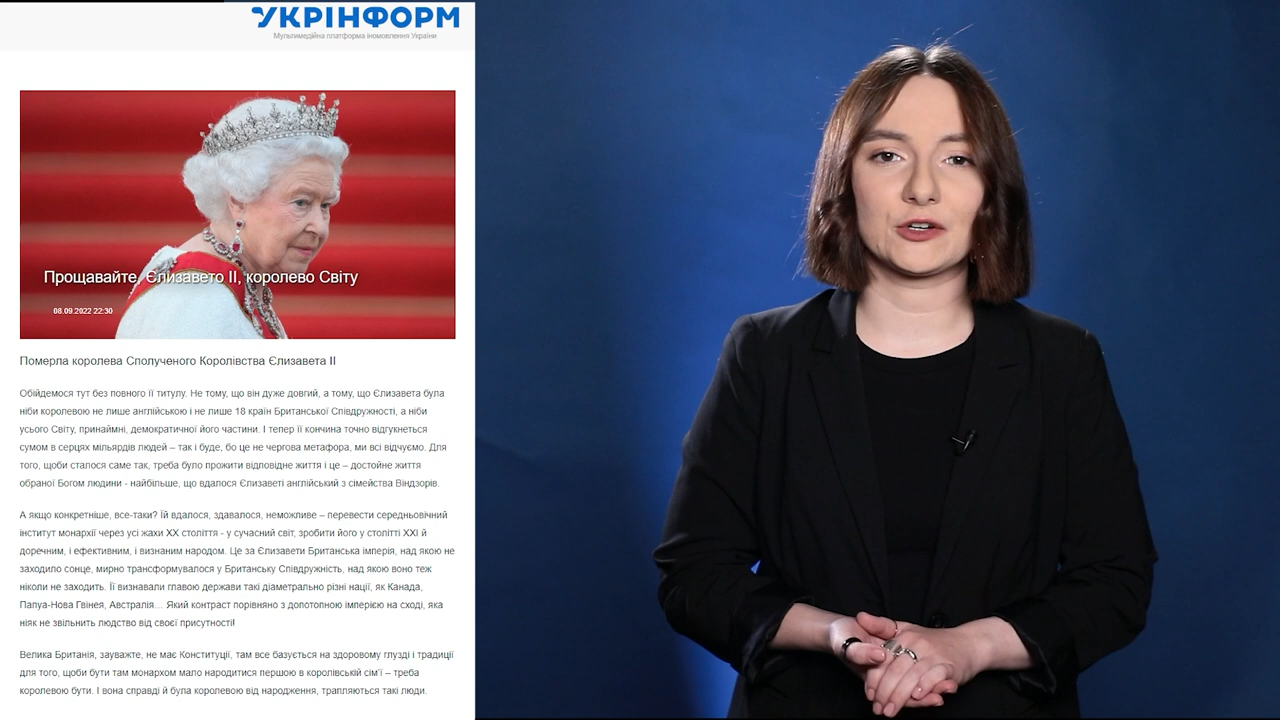 УКРІНФОРМ
Мультимедійна платформа іномовлення України
Прощавайте, Єлизавето II, королево Світу
08.09.2022 22:30
Померла королева Сполученого Королівства Єлизавета II
Обійдемося тут без повного її титулу. Не тому, що він дуже довгий, а тому, що Єлизавета була
ніби королевою не лише англійською і не лише 18 країн Британської Співдружності, а ніби
усього Світу, принаймні, демократичної його частини. І тепер її кончина точно відгукнеться
сумом в серцях мільярдів людей – так і буде, бо це не чергова метафора, ми всі відчуємо. Для
того, щоби сталося саме так, треба було прожити відповідне життя і це – достойне життя
обраної Богом людини - найбільше, що вдалося Єлизаветі англійський з сімейства Віндзорів.
А якщо конкретніше, все-таки? Їй вдалося, здавалося, неможливе – перевести середньовічний
інститут монархії через усі жахи XX століття - у сучасний світ, зробити його у столітті XXI й
доречним, і ефективним, і визнаним народом. Це за Єлизавети Британська імперія, над якою не
заходило сонце, мирно трансформувалося у Британську Співдружність, над якою воно теж
ніколи не заходить. Її визнавали главою держави такі діаметрально різні нації, як Канада,
Папуа-Нова Гвінея, Австралія... Який контраст порівняно з допотопною імперією на сході, яка
ніяк не звільнить людство від своєї присутності!
Велика Британія, зауважте, не має Конституції, там все базується на здоровому глузді і традиції
для того, щоби бути там монархом мало народитися першою в королівській сім'ї – треба
королевою бути. І вона справді й була королевою від народження, трапляються такі люди.